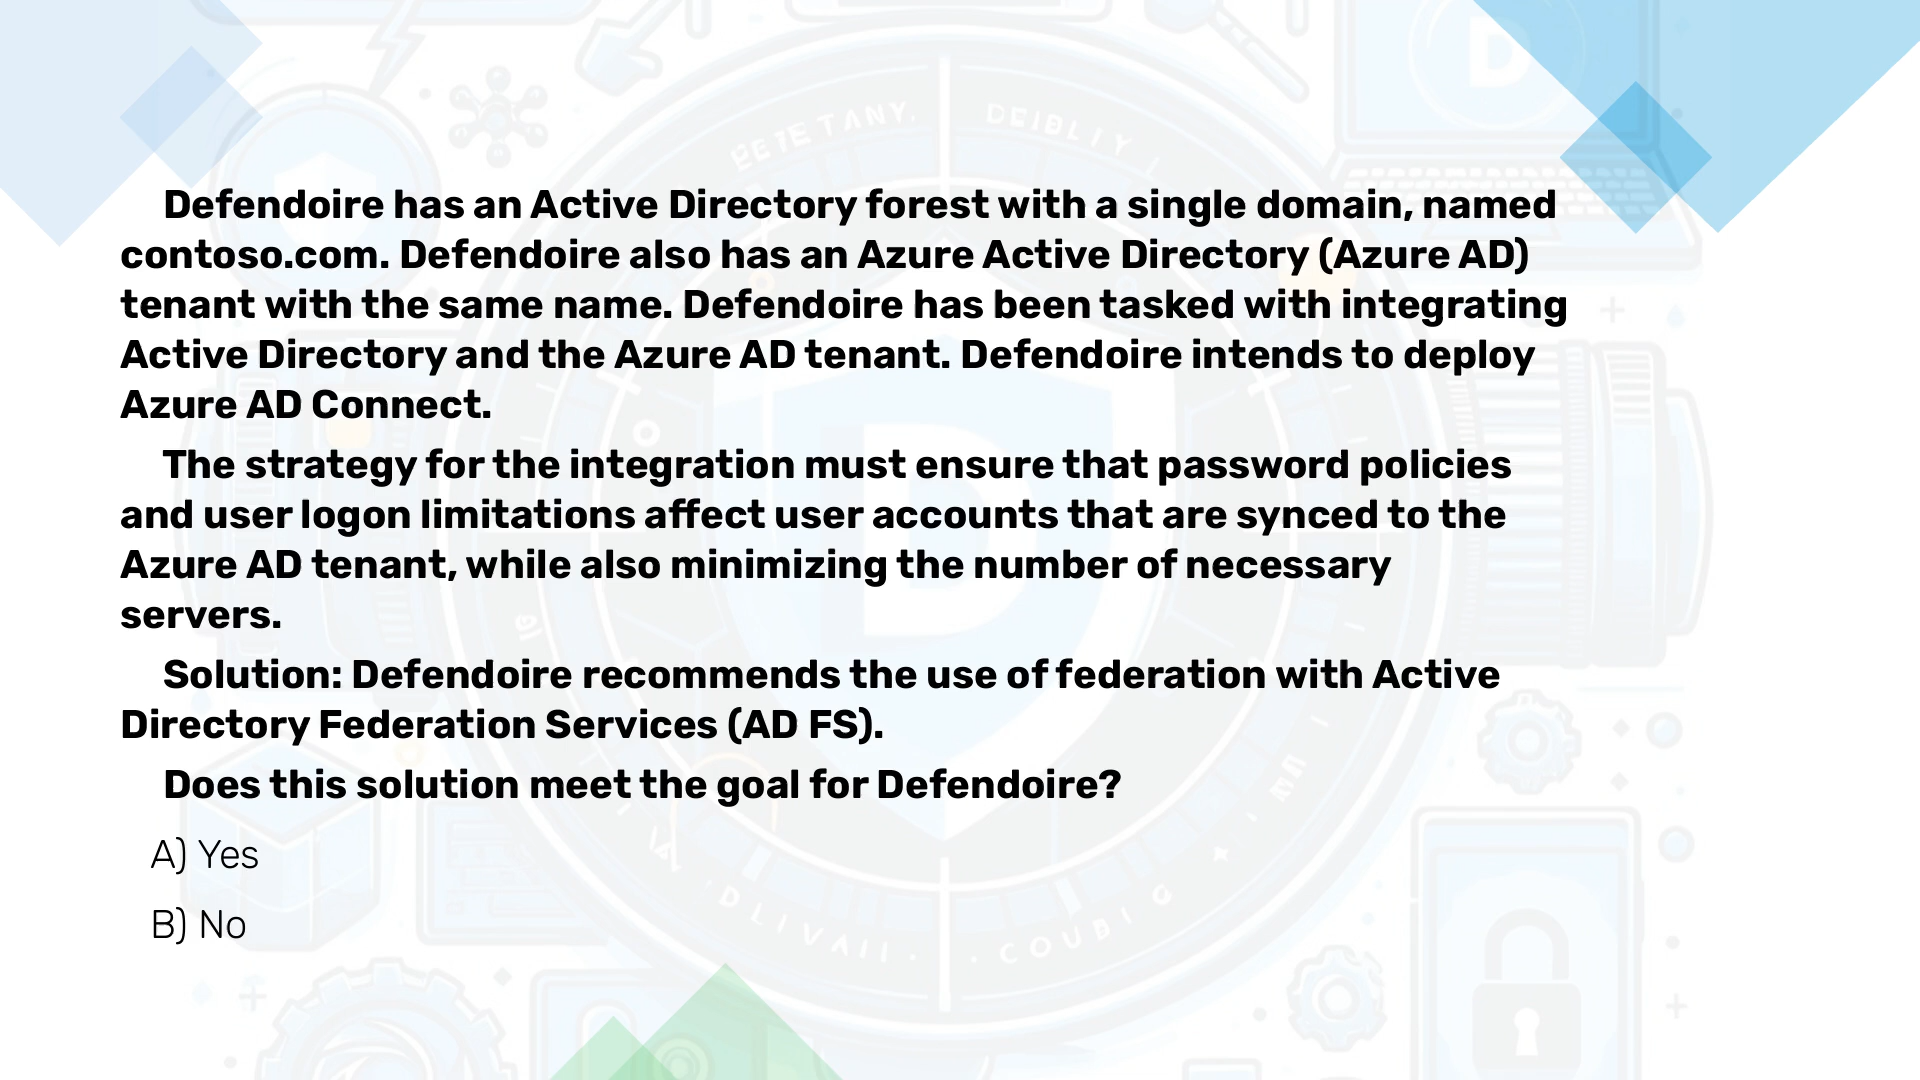 Defendoire has an Active Directory forest with a single domain, named
contoso.com. Defendoire also has an Azure Active Directory (Azure AD)
tenant with the same name. Defendoire has been tasked with integrating
Active Directory and the Azure AD tenant. Defendoire intends to deploy
Azure AD Connect.
The strategy for the integration must ensure that password policies
and user logon limitations affect user accounts that are synced to the
Azure AD tenant, while also minimizing the number of necessary
servers.
Solution: Defendoire recommends the use of federation with Active
Directory Federation Services (AD FS).
Does this solution meet the goal for Defendoire?
A) Yes
B) No
D
D